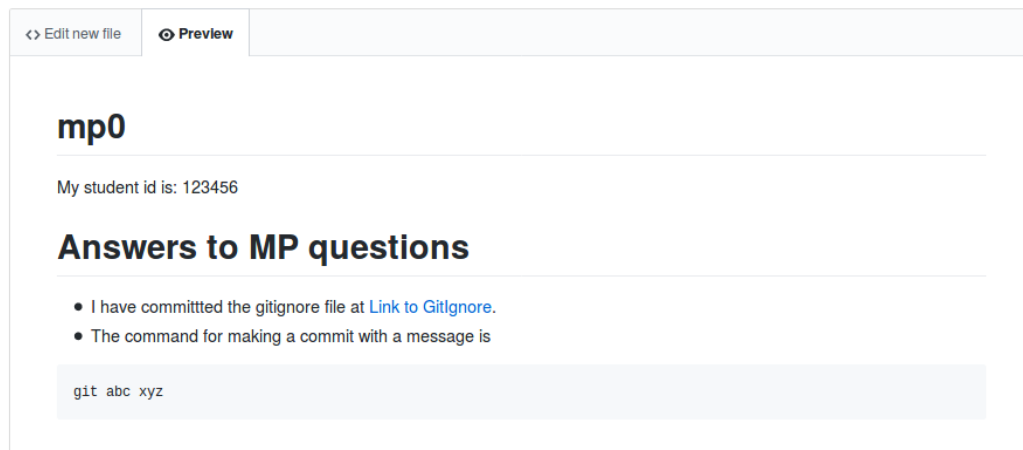 <> Edit new file
Preview
mp0
My student id is: 123456
Answers to MP questions
• I have committted the gitignore file at Link to GitIgnore.
• The command for making a commit with a message is
git abc xyz